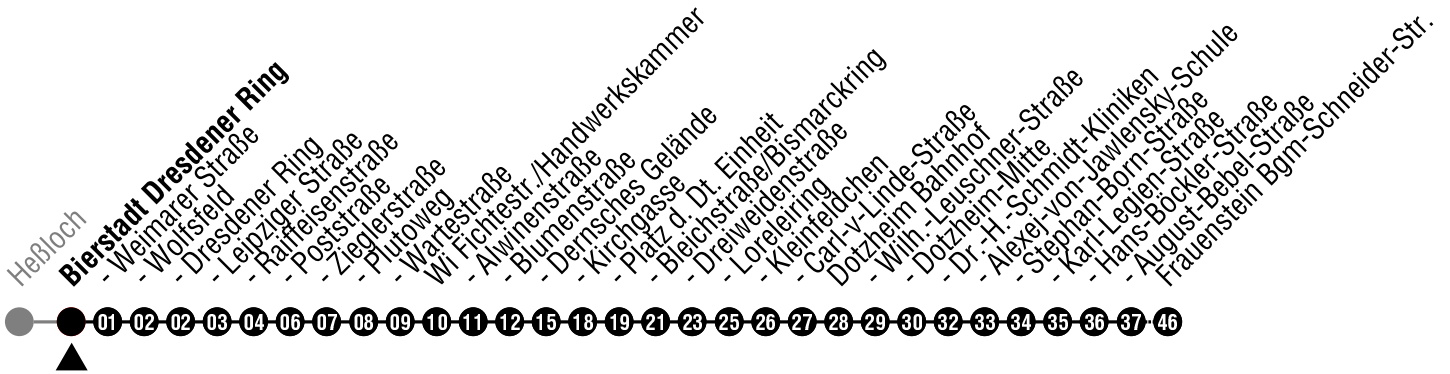 Heßloch
Bierstadt Dresdener Ring
- Weimarer Straße
- Wolfsfeld
- Dresdener Ring
- Leipziger Straße
- Raiffeisenstraße
- Poststraße
- Zieglerstraße
- Plutoweg
- Wartestraße
Wi Fichtestr./Handwerkskammer
- Alwinenstraße
- Blumenstraße
- Dernsches Gelände
- Kirchgasse
- Platz d. Dt. Einheit
- Bleichstraße/Bismarckring
- Dreiweidenstraße
- Loreleiring
- Kleinfeldchen
- Carl-v-Linde-Straße
Dotzheim Bahnhof
- Wilh.-Leuschner-Straße
- Dotzheim-Mitte
- Dr.-H.-Schmidt-Kliniken
- Alexej-von-Jawlensky-Schule
- Stephan-Born-Straße
- Karl-Legien-Straße
- Hans-Böckler-Straße
- August-Bebel-Straße
Frauenstein Bgm-Schneider-Str.
01 02 02 03 04 06 07 08 09 10 11 12 15 18 19 21 23 25 26 27 28 29 30 32 33 34 35 36 37 46